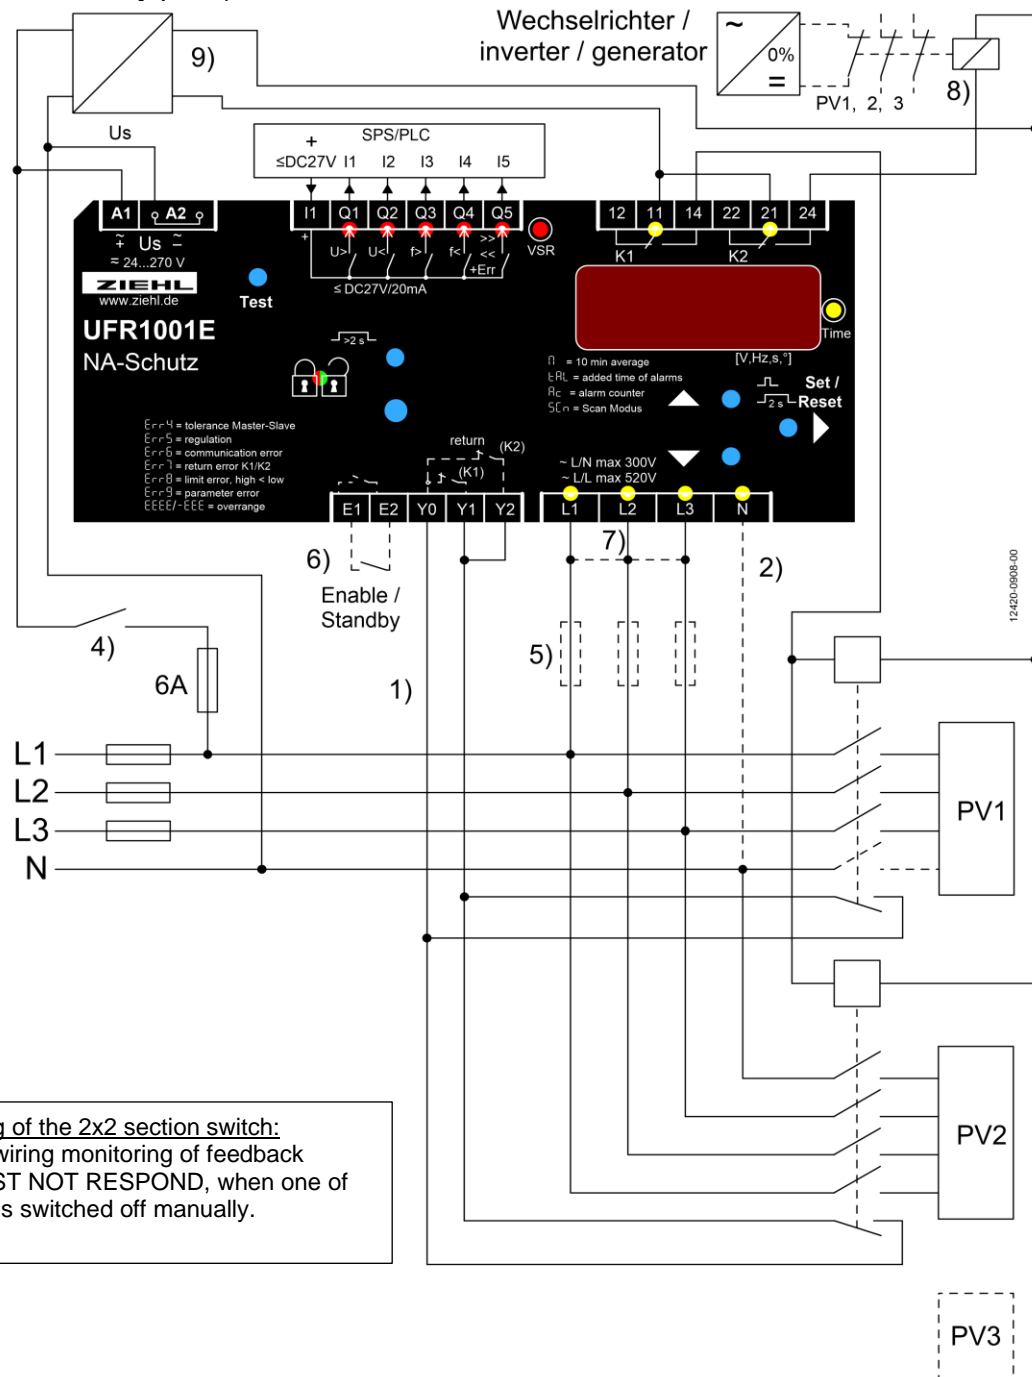 Wechselrichter /
inverter / generator
~
0%
=
PV1, 2, 3
8)
9)
Us
SPS/PLC
+
≤DC27V I1 I2 I3 I4 I5
A1 A2
I1 Q1 Q2 Q3 Q4 Q5
12 11 14 22 21 24
+ Us ~
~ −
≂ 24...270 V
ZIEHL
www.ziehl.de
UFR1001E
NA-Schutz
Test
+
U> U< f> f< >>
<<
+Err
≤ DC27V/20mA
VSR
K1 K2
Time
[V,Hz,s,°]
>2 s
n = 10 min average
tAL = added time of alarms
Ac = alarm counter
SCn = Scan Modus
Set /
2 s Reset
Err4 = tolerance Master-Slave
Err5 = regulation
Err6 = communication error
Err7 = return error K1/K2
Err8 = limit error, high < low
Err9 = parameter error
EEEE/-EEE = overrange
return
(K2)
(K1)
~ L/N max 300V
~ L/L max 520V
E1 E2 Y0 Y1 Y2
L1 L2 L3 N
6)
Enable /
Standby
7)
2)
12420-0908-00
4)
6A
5)
1)
L1
L2
L3
N
PV1
PV2
PV3
g of the 2x2 section switch:
wiring monitoring of feedback
ST NOT RESPOND, when one of
s switched off manually.